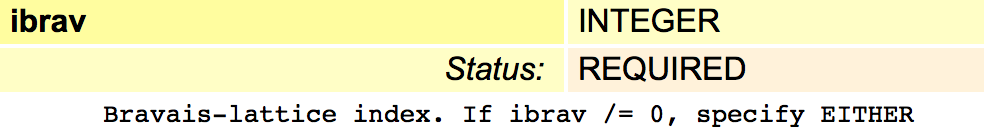 ibrav INTEGER
Status: REQUIRED
Bravais-lattice index. If ibrav /= 0, specify EITHER